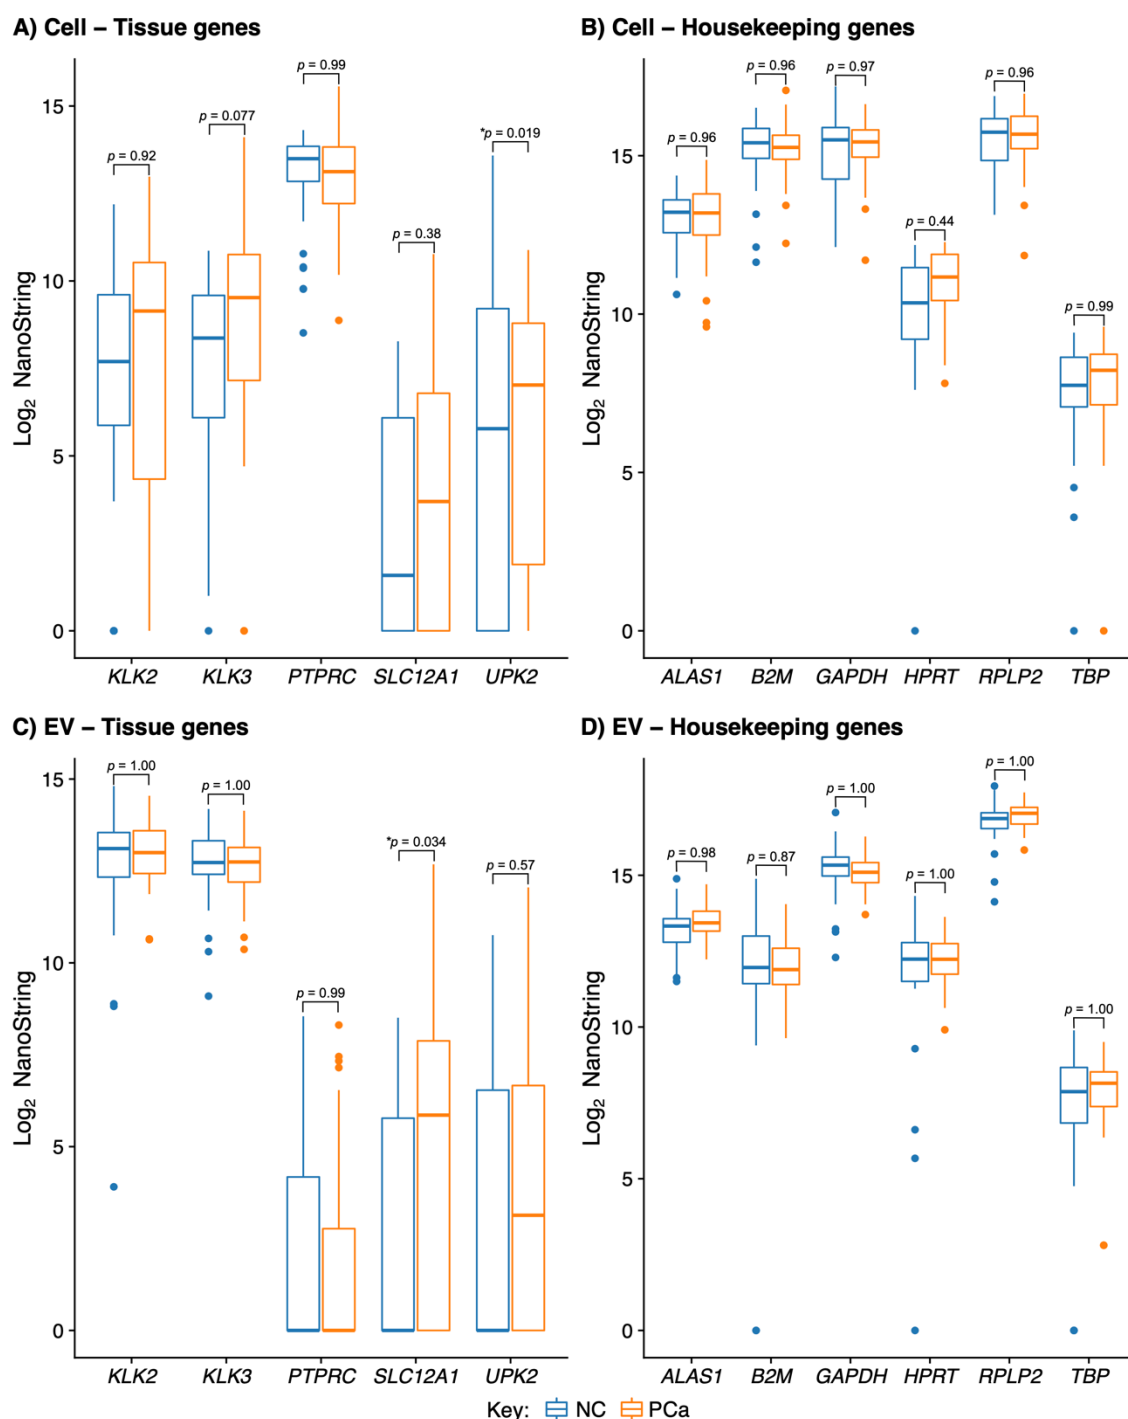 A) Cell – Tissue genes
Log₂ NanoString
15
10
5
0
p = 0.92
p = 0.077
p = 0.99
p = 0.38
*p = 0.019
KLK2 KLK3 PTPRC SLC12A1 UPK2
B) Cell – Housekeeping genes
Log₂ NanoString
15
10
5
0
p = 0.96
p = 0.96
p = 0.97
p = 0.44
p = 0.96
p = 0.99
ALAS1 B2M GAPDH HPRT RPLP2 TBP
C) EV – Tissue genes
Log₂ NanoString
15
10
5
0
p = 1.00
p = 1.00
p = 0.99
*p = 0.034
p = 0.57
KLK2 KLK3 PTPRC SLC12A1 UPK2
D) EV – Housekeeping genes
Log₂ NanoString
15
10
5
0
p = 0.98
p = 0.87
p = 1.00
p = 1.00
p = 1.00
p = 1.00
ALAS1 B2M GAPDH HPRT RPLP2 TBP
Key: NC PCa